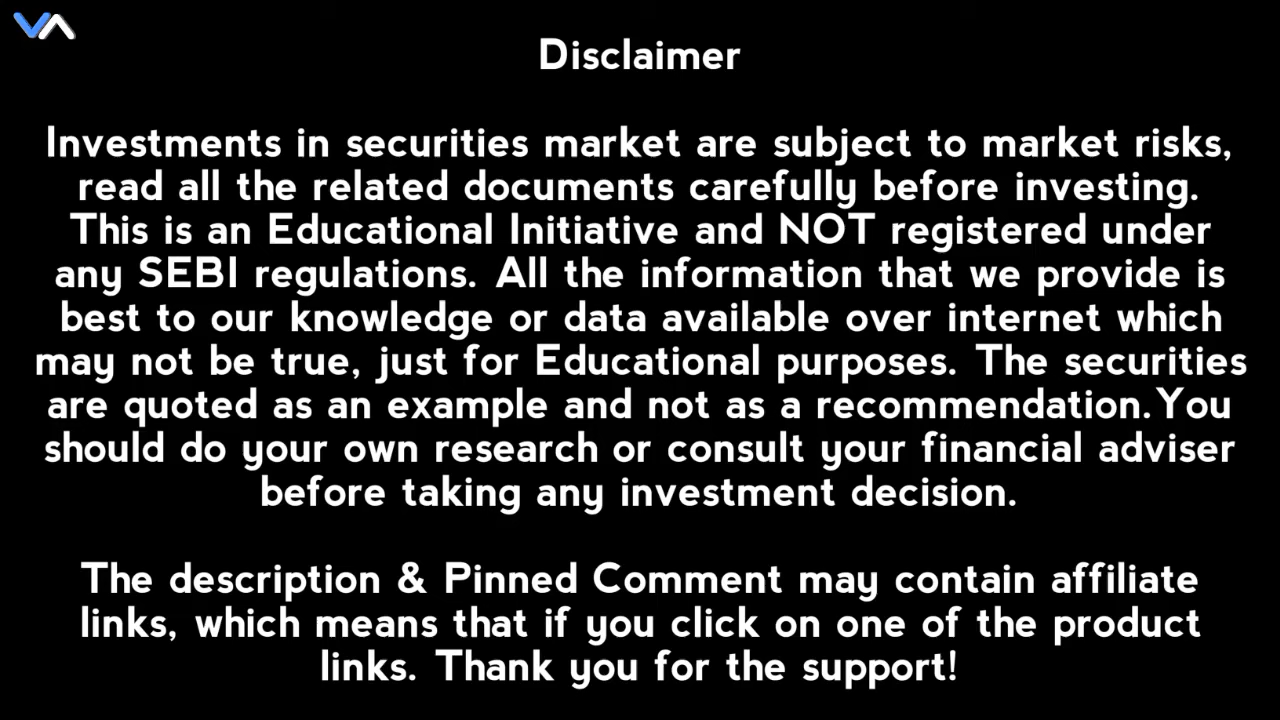 VA
Disclaimer
Investments in securities market are subject to market risks,
read all the related documents carefully before investing.
This is an Educational Initiative and NOT registered under
any SEBI regulations. All the information that we provide is
best to our knowledge or data available over internet which
may not be true, just for Educational purposes. The securities
are quoted as an example and not as a recommendation.You
should do your own research or consult your financial adviser
before taking any investment decision.
The description & Pinned Comment may contain affiliate
links, which means that if you click on one of the product
links. Thank you for the support!